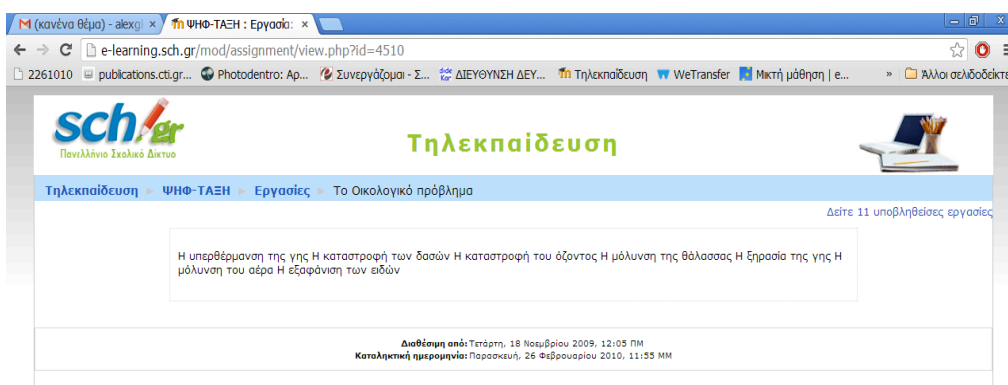 (κανένα θέμα) - alexgl × ΨΗΦ-ΤΑΞΗ : Εργασία: ×
e-learning.sch.gr/mod/assignment/view.php?id=4510
2261010 publications.cti.gr... Photodentro: Ap... Συνεργάζομαι - Σ... ΔΙΕΥΘΥΝΣΗ ΔΕΥ... Τηλεκπαίδευση WeTransfer Μικτή μάθηση | e... » Άλλοι σελιδοδείκτε
sch.gr
Πανελλήνιο Σχολικό Δίκτυο
Τηλεκπαίδευση
Τηλεκπαίδευση ► ΨΗΦ-ΤΑΞΗ ► Εργασίες ► Το Οικολογικό πρόβλημα
Δείτε 11 υποβληθείσες εργασίες
Η υπερθέρμανση της γης Η καταστροφή των δασών Η καταστροφή του όζοντος Η μόλυνση της θάλασσας Η ξηρασία της γης Η
μόλυνση του αέρα Η εξαφάνιση των ειδών
Διαθέσιμη από: Τετάρτη, 18 Νοεμβρίου 2009, 12:05 ΠΜ
Καταληκτική ημερομηνία: Παρασκευή, 26 Φεβρουαρίου 2010, 11:55 ΜΜ